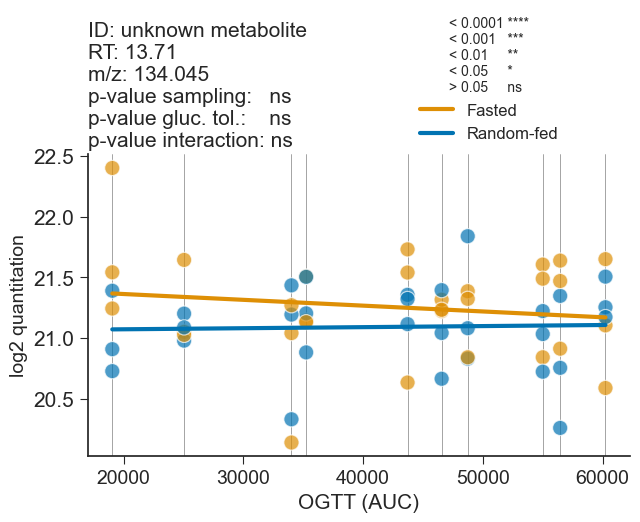 ID: unknown metabolite
RT: 13.71
m/z: 134.045
p-value sampling: ns
p-value gluc. tol.: ns
p-value interaction: ns
< 0.0001 ****
< 0.001 ***
< 0.01 **
< 0.05 *
> 0.05 ns
Fasted
Random-fed
22.5
22.0
21.5
21.0
20.5
log2 quantitation
20000 30000 40000 50000 60000
OGTT (AUC)